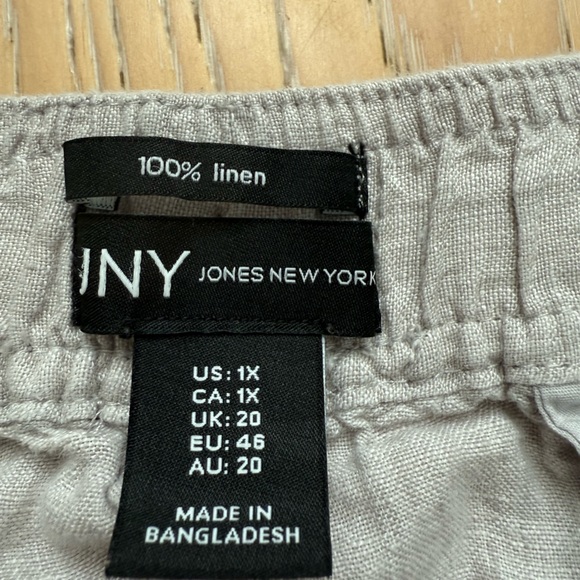 100% linen
JNY JONES NEW YORK
US: 1X
CA: 1X
UK: 20
EU: 46
AU: 20
MADE IN
BANGLADESH